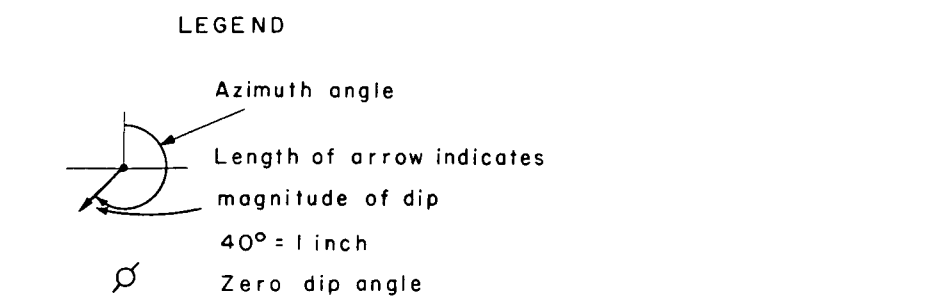 LEGEND
Azimuth angle
Length of arrow indicates
magnitude of dip
40° = 1 inch
Zero dip angle